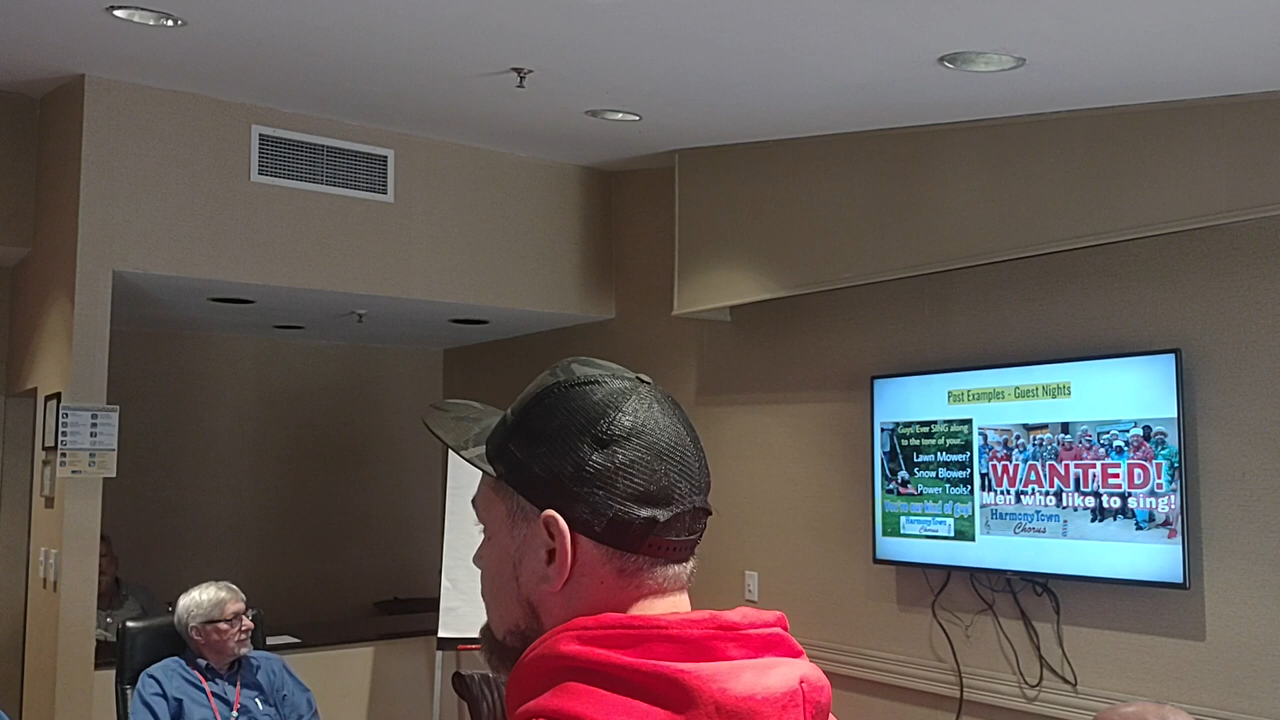 Post Examples - Guest Nights
Guys! Ever SING along
to the tone of your...
Lawn Mower?
Snow Blower?
Power Tools?
You're our kind of guy!
HarmonyTown
Chorus
WANTED!
Men who like to sing!
HarmonyTown
Chorus